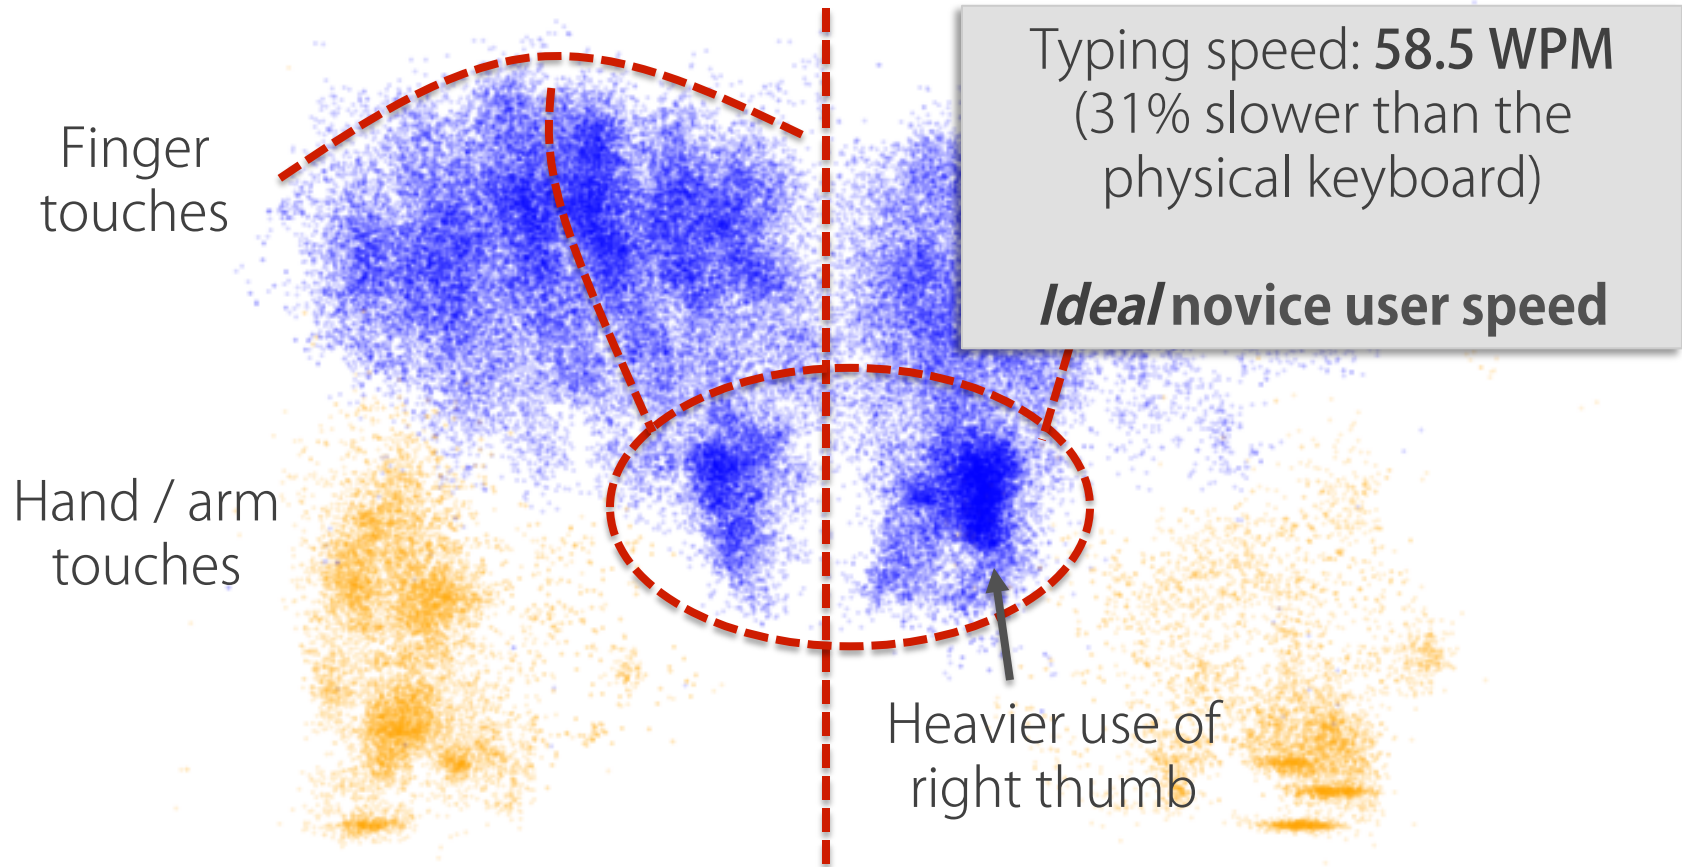 Typing speed: 58.5 WPM
(31% slower than the
physical keyboard)
Ideal novice user speed
Finger
touches
Hand / arm
touches
Heavier use of
right thumb